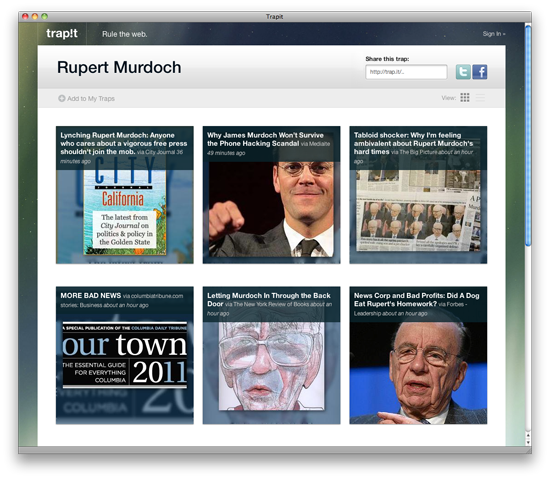 Trapit
trap!t
Rule the web.
Sign In »
Rupert Murdoch
Share this trap:
http://trap.it/..
Add to My Traps
View:
Lynching Rupert Murdoch: Anyone
who cares about a vigorous free press
shouldn't join the mob. via City Journal 36
minutes ago
CITY
JOURNAL
California
The latest from
City Journal on
politics & policy in
the Golden State
Why James Murdoch Won't Survive
the Phone Hacking Scandal via Mediaite
49 minutes ago
Tabloid shocker: Why I'm feeling
ambivalent about Rupert Murdoch's
hard times via The Big Picture about an hour
ago
MORE BAD NEWS via columbiatribune.com
stories: Business about an hour ago
A SPECIAL PUBLICATION OF THE COLUMBIA DAILY TRIBUNE
our town
THE ESSENTIAL GUIDE
FOR EVERYTHING
COLUMBIA
2011
Letting Murdoch In Through the Back
Door via The New York Review of Books about an
hour ago
News Corp and Bad Profits: Did A Dog
Eat Rupert's Homework? via Forbes -
Leadership about an hour ago